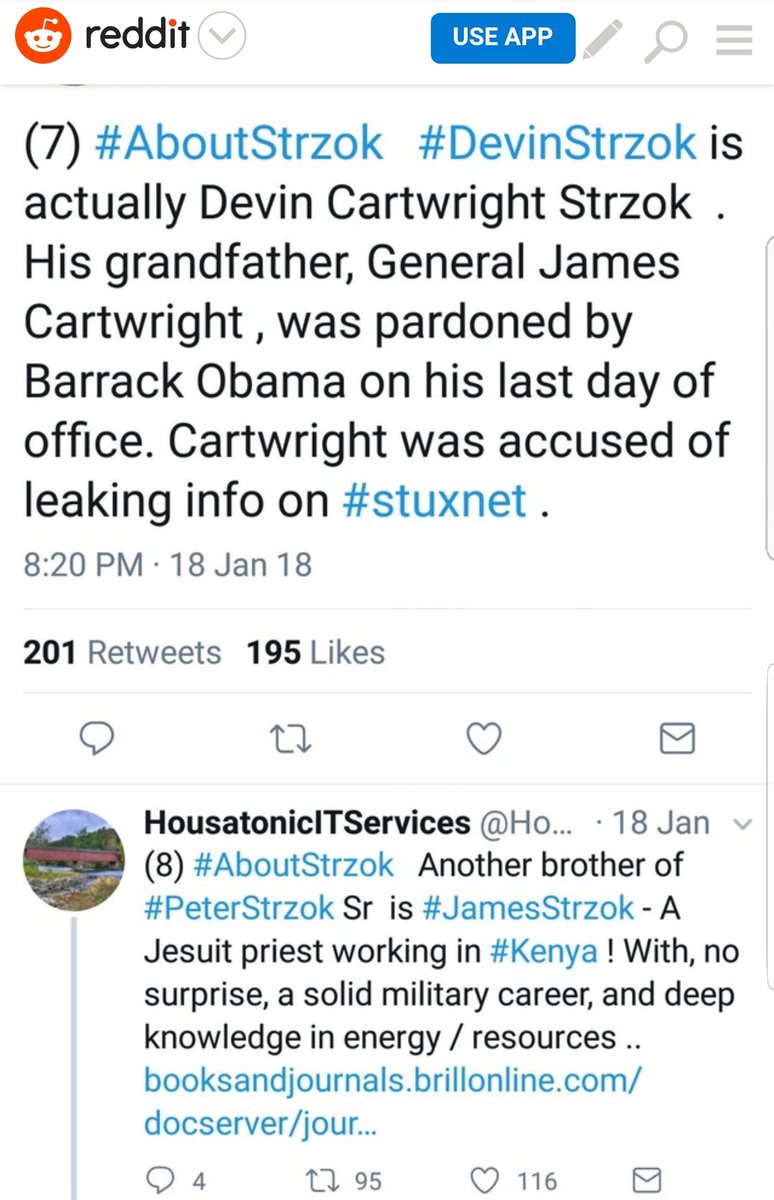 reddit USE APP
(7) #AboutStrzok #DevinStrzok is
actually Devin Cartwright Strzok .
His grandfather, General James
Cartwright , was pardoned by
Barrack Obama on his last day of
office. Cartwright was accused of
leaking info on #stuxnet .
8:20 PM · 18 Jan 18
201 Retweets 195 Likes
HousatonicITServices @Ho... · 18 Jan
(8) #AboutStrzok Another brother of
#PeterStrzok Sr is #JamesStrzok - A
Jesuit priest working in #Kenya ! With, no
surprise, a solid military career, and deep
knowledge in energy / resources ..
booksandjournals.brillonline.com/
docserver/jour...
4 95 116